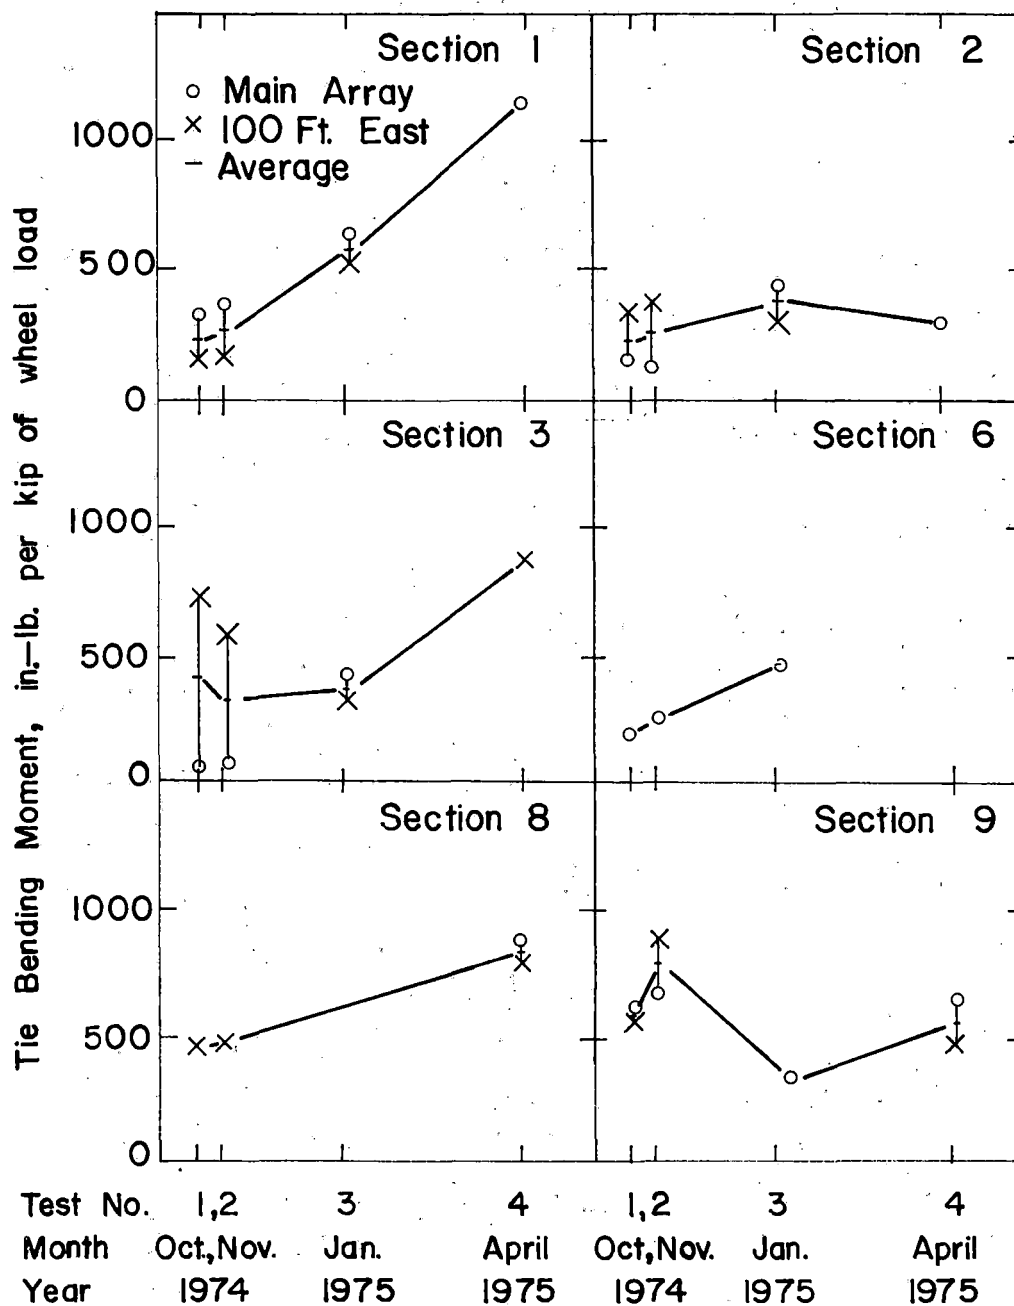 Section 1
Main Array
100 Ft. East
Average
1000
500
0
Section 2
Tie Bending Moment, in.-lb. per kip of wheel load
Section 3
1000
500
0
Section 6
Section 8
1000
500
0
Section 9
Test No. 1,2 3 4 1,2 3 4
Month Oct.,Nov. Jan. April Oct,Nov. Jan. April
Year 1974 1975 1975 1974 1975 1975